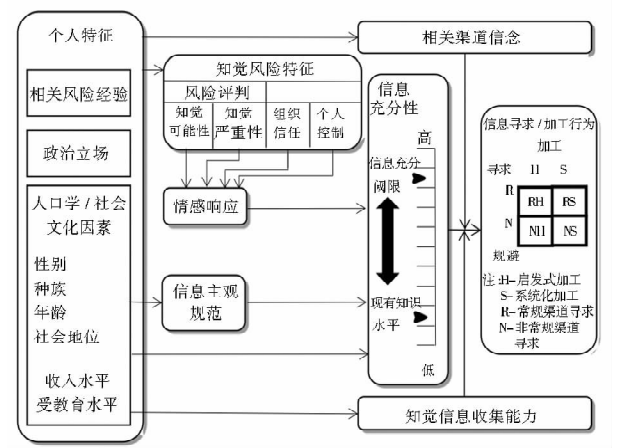 个人特征
相关风险经验
政治立场
人口学/社会
文化因素
性别
种族
年龄
社会地位
收入水平
受教育水平
知觉风险特征
风险评判
知觉
可能性
知觉
严重性
组织
信任
个人
控制
情感响应
信息主观
规范
相关渠道信念
信息
充分性
高
信息充分
阈限
现有知识
水平
低
知觉信息收集能力
信息寻求/加工行为
加工
寻求 H S
R
RH RS
N
NH NS
规避
注:H-启发式加工
S-系统化加工
R-常规渠道寻求
N-非常规渠道
寻求